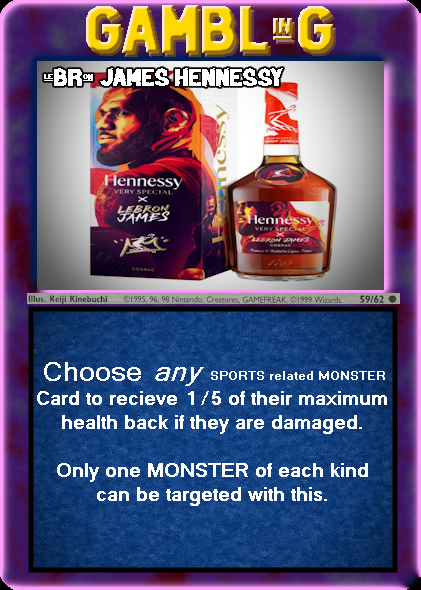 GAMBLinG
LEBRON JAMES HENNESSY
Hennessy
VERY SPECIAL
X
LEBRON
JAMES
COGNAC
Hennessy
Hennessy
VERY SPECIAL
X
LEBRON JAMES
COGNAC
Illus. Keiji Kinebuchi ©1995, 96, 98 Nintendo, Creatures, GAMEFREAK. ©1999 Wizards. 59/62 ●
Choose any SPORTS related MONSTER
Card to recieve 1/5 of their maximum
health back if they are damaged.
Only one MONSTER of each kind
can be targeted with this.